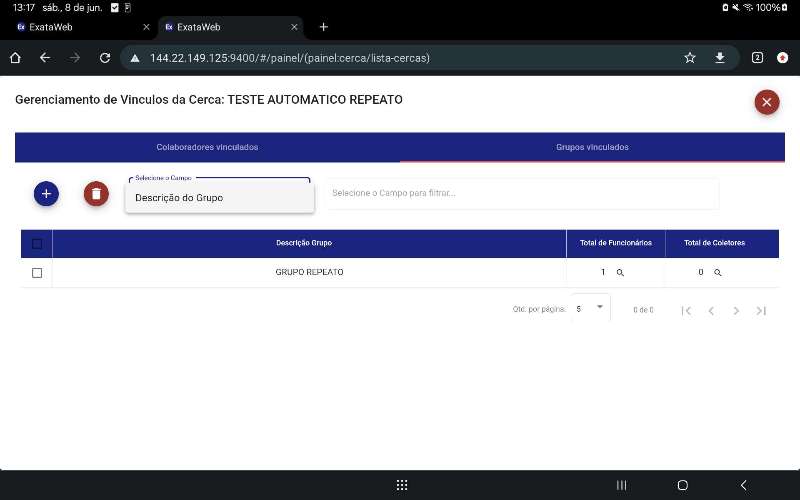 13:17 sáb., 8 de jun. 100%
ExataWeb
ExataWeb
144.22.149.125:9400/#/painel/(painel:cerca/lista-cercas)
2
Gerenciamento de Vinculos da Cerca: TESTE AUTOMATICO REPEATO
Colaboradores vinculados Grupos vinculados
Selecione o Campo
Descrição do Grupo
Selecione o Campo para filtrar...
Descrição Grupo Total de Funcionários Total de Coletores
GRUPO REPEATO 1 0
Qtd. por página: 5 0 de 0